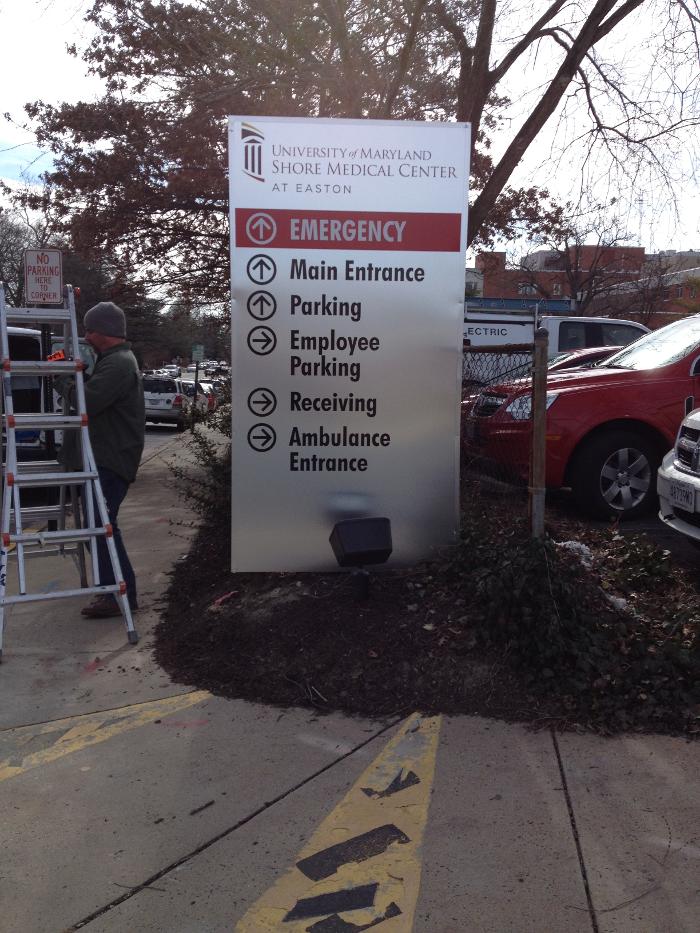 UNIVERSITY of MARYLAND
SHORE MEDICAL CENTER
AT EASTON
EMERGENCY
Main Entrance
Parking
Employee
Parking
Receiving
Ambulance
Entrance
NO
PARKING
HERE TO
CORNER
ECTRIC